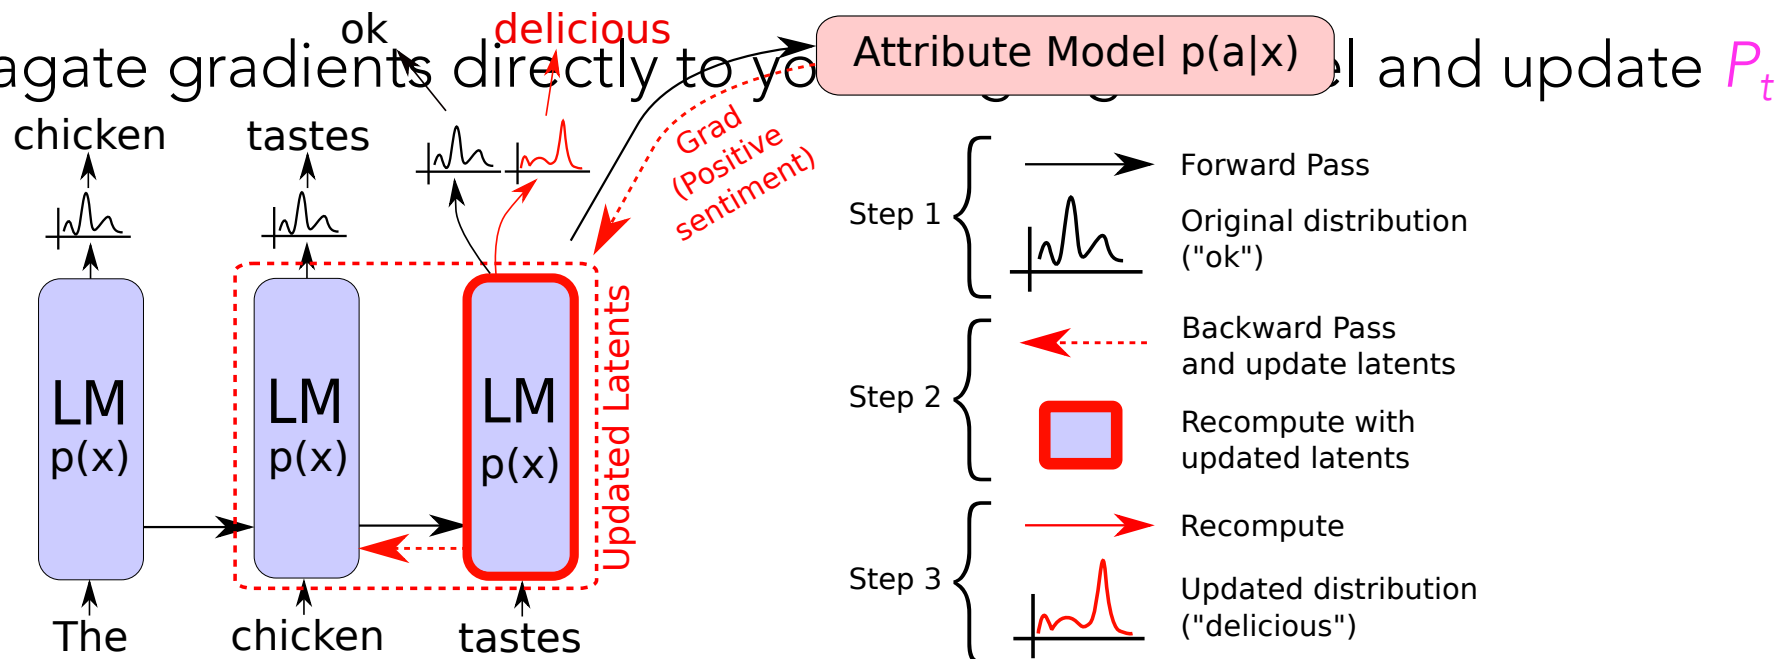 ok
delicious
Attribute Model p(a|x)
agate gradients directly to yo
and update P_t
chicken
tastes
Grad
(Positive
sentiment)
LM
p(x)
LM
p(x)
LM
p(x)
Updated Latents
The
chicken
tastes
Step 1
Forward Pass
Original distribution
("ok")
Step 2
Backward Pass
and update latents
Recompute with
updated latents
Step 3
Recompute
Updated distribution
("delicious")